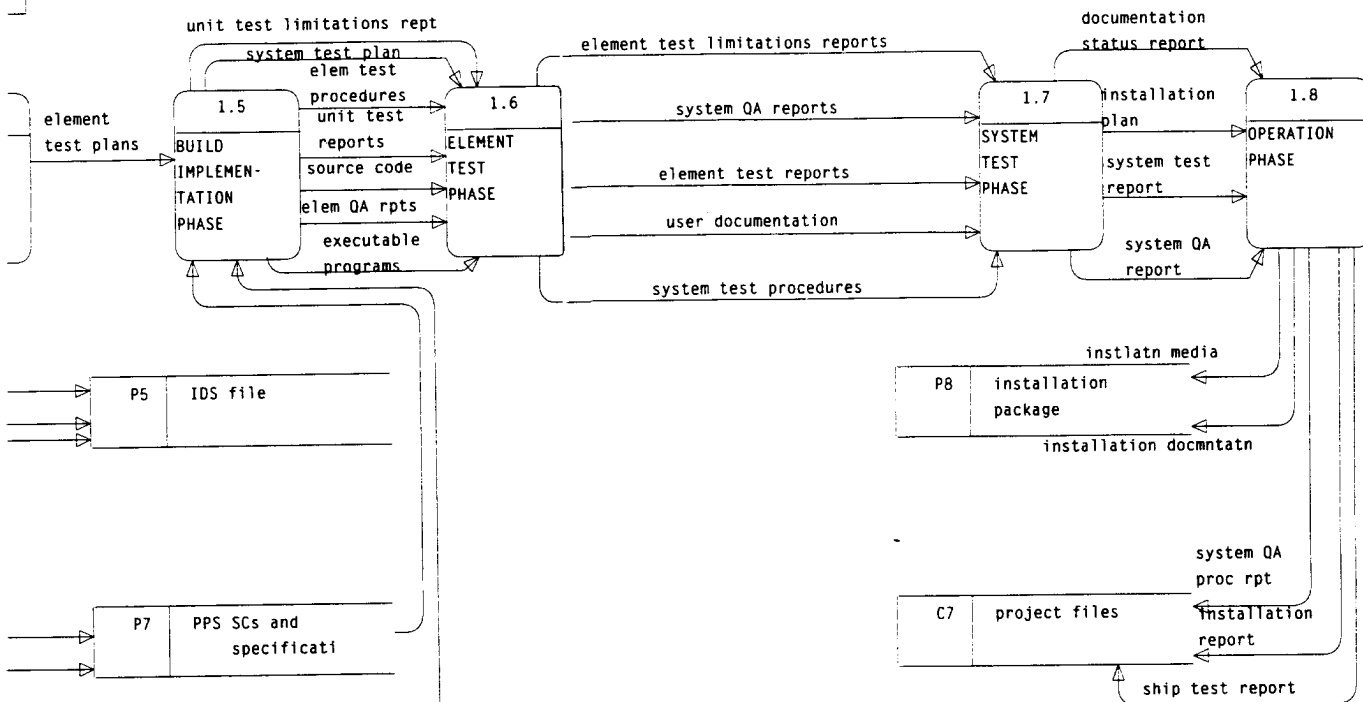 unit test limitations rept
system test plan
elem test
procedures
unit test
reports
source code
elem QA rpts
executable
programs
element
test plans
1.5
BUILD
IMPLEMEN-
TATION
PHASE
1.6
ELEMENT
TEST
PHASE
element test limitations reports
system QA reports
element test reports
user documentation
system test procedures
1.7
SYSTEM
TEST
PHASE
documentation
status report
installation
plan
system test
report
system QA
report
1.8
OPERATION
PHASE
P5 IDS file
instlatn media
P8 installation
package
installation docmntatn
P7 PPS SCs and
specificati
system QA
proc rpt
C7 project files
installation
report
ship test report